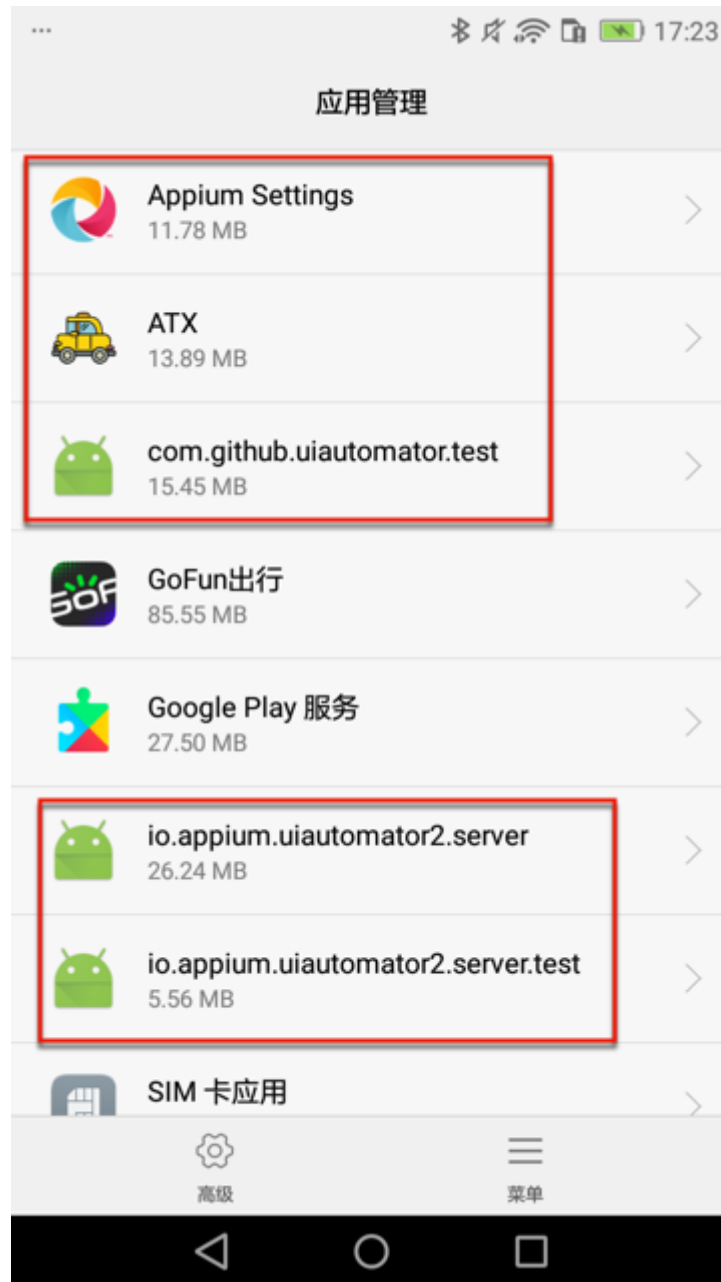 ...
17:23
应用管理
Appium Settings
11.78 MB
ATX
13.89 MB
com.github.uiautomator.test
15.45 MB
GoFun出行
85.55 MB
Google Play 服务
27.50 MB
io.appium.uiautomator2.server
26.24 MB
io.appium.uiautomator2.server.test
5.56 MB
SIM 卡应用
高级
菜单